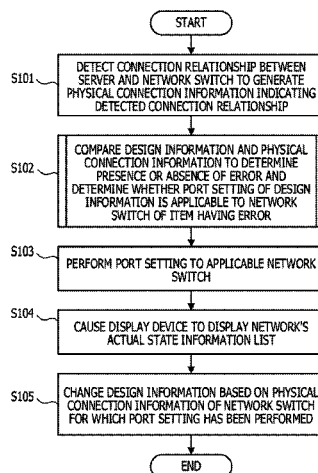 START
S101
DETECT CONNECTION RELATIONSHIP BETWEEN
SERVER AND NETWORK SWITCH TO GENERATE
PHYSICAL CONNECTION INFORMATION INDICATING
DETECTED CONNECTION RELATIONSHIP
S102
COMPARE DESIGN INFORMATION AND PHYSICAL
CONNECTION INFORMATION TO DETERMINE
PRESENCE OR ABSENCE OF ERROR AND
DETERMINE WHETHER PORT SETTING OF DESIGN
INFORMATION IS APPLICABLE TO NETWORK
SWITCH OF ITEM HAVING ERROR
S103
PERFORM PORT SETTING TO APPLICABLE NETWORK
SWITCH
S104
CAUSE DISPLAY DEVICE TO DISPLAY NETWORK'S
ACTUAL STATE INFORMATION LIST
S105
CHANGE DESIGN INFORMATION BASED ON PHYSICAL
CONNECTION INFORMATION OF NETWORK SWITCH
FOR WHICH PORT SETTING HAS BEEN PERFORMED
END